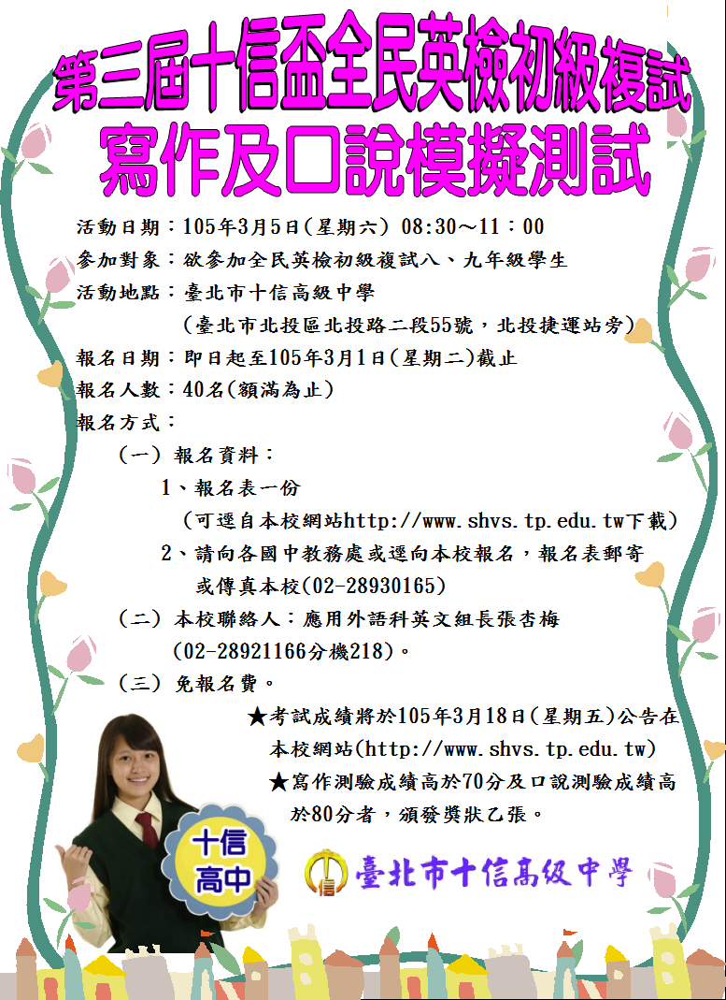 第三屆十信盃全民英檢初級複試
寫作及口說模擬測試
活動日期：105年3月5日(星期六) 08:30～11：00
參加對象：欲參加全民英檢初級複試八、九年級學生
活動地點：臺北市十信高級中學
(臺北市北投區北投路二段55號，北投捷運站旁)
報名日期：即日起至105年3月1日(星期二)截止
報名人數：40名(額滿為止)
報名方式：
(一) 報名資料：
1、報名表一份
(可逕自本校網站http://www.shvs.tp.edu.tw下載)
2、請向各國中教務處或逕向本校報名，報名表郵寄
或傳真本校(02-28930165)
(二) 本校聯絡人：應用外語科英文組長張杏梅
(02-28921166分機218)。
(三) 免報名費。
★考試成績將於105年3月18日(星期五)公告在
本校網站(http://www.shvs.tp.edu.tw)
★寫作測驗成績高於70分及口說測驗成績高
於80分者，頒發獎狀乙張。
十信
高中
信
臺北市十信高級中學